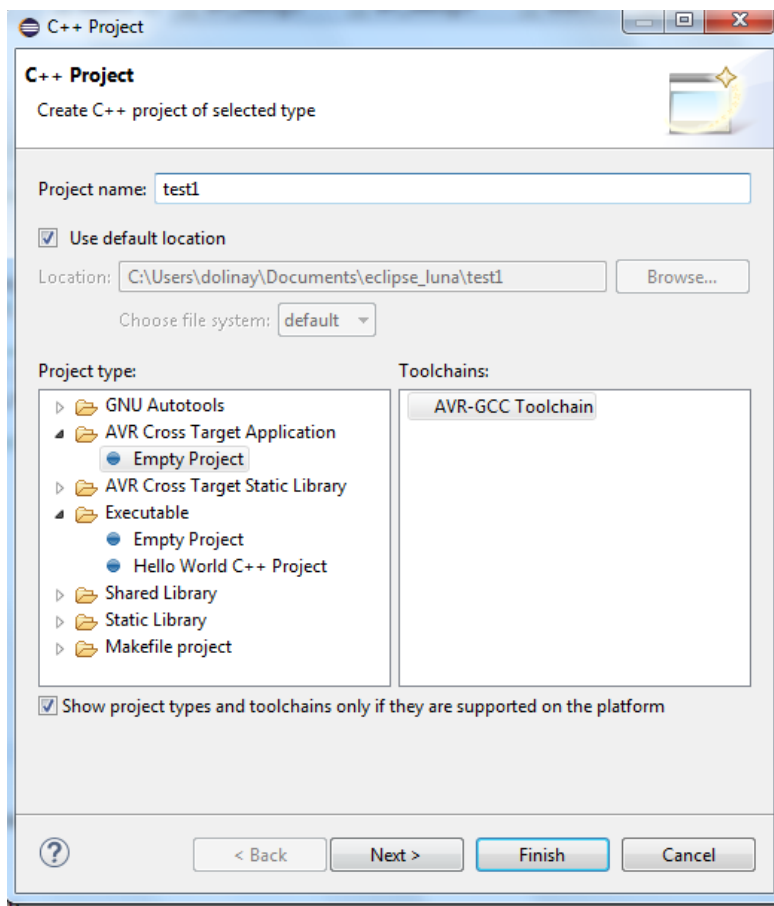 C++ Project
C++ Project
Create C++ project of selected type
Project name: test1
Use default location
Location: C:\Users\dolinay\Documents\eclipse_luna\test1 Browse...
Choose file system: default
Project type: Toolchains:
GNU Autotools AVR-GCC Toolchain
AVR Cross Target Application
Empty Project
AVR Cross Target Static Library
Executable
Empty Project
Hello World C++ Project
Shared Library
Static Library
Makefile project
Show project types and toolchains only if they are supported on the platform
? < Back Next > Finish Cancel